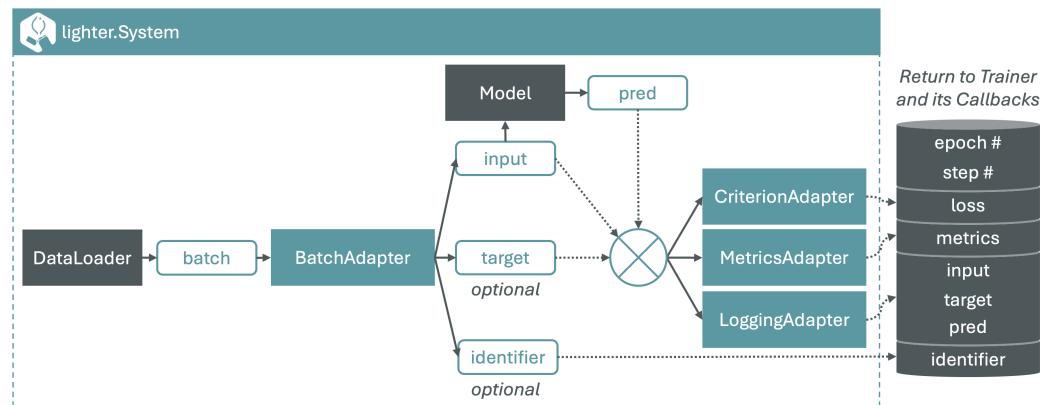 lighter.System
Return to Trainer
and its Callbacks
Model
pred
input
DataLoader
batch
BatchAdapter
target
optional
identifier
optional
CriterionAdapter
MetricsAdapter
LoggingAdapter
epoch #
step #
loss
metrics
input
target
pred
identifier